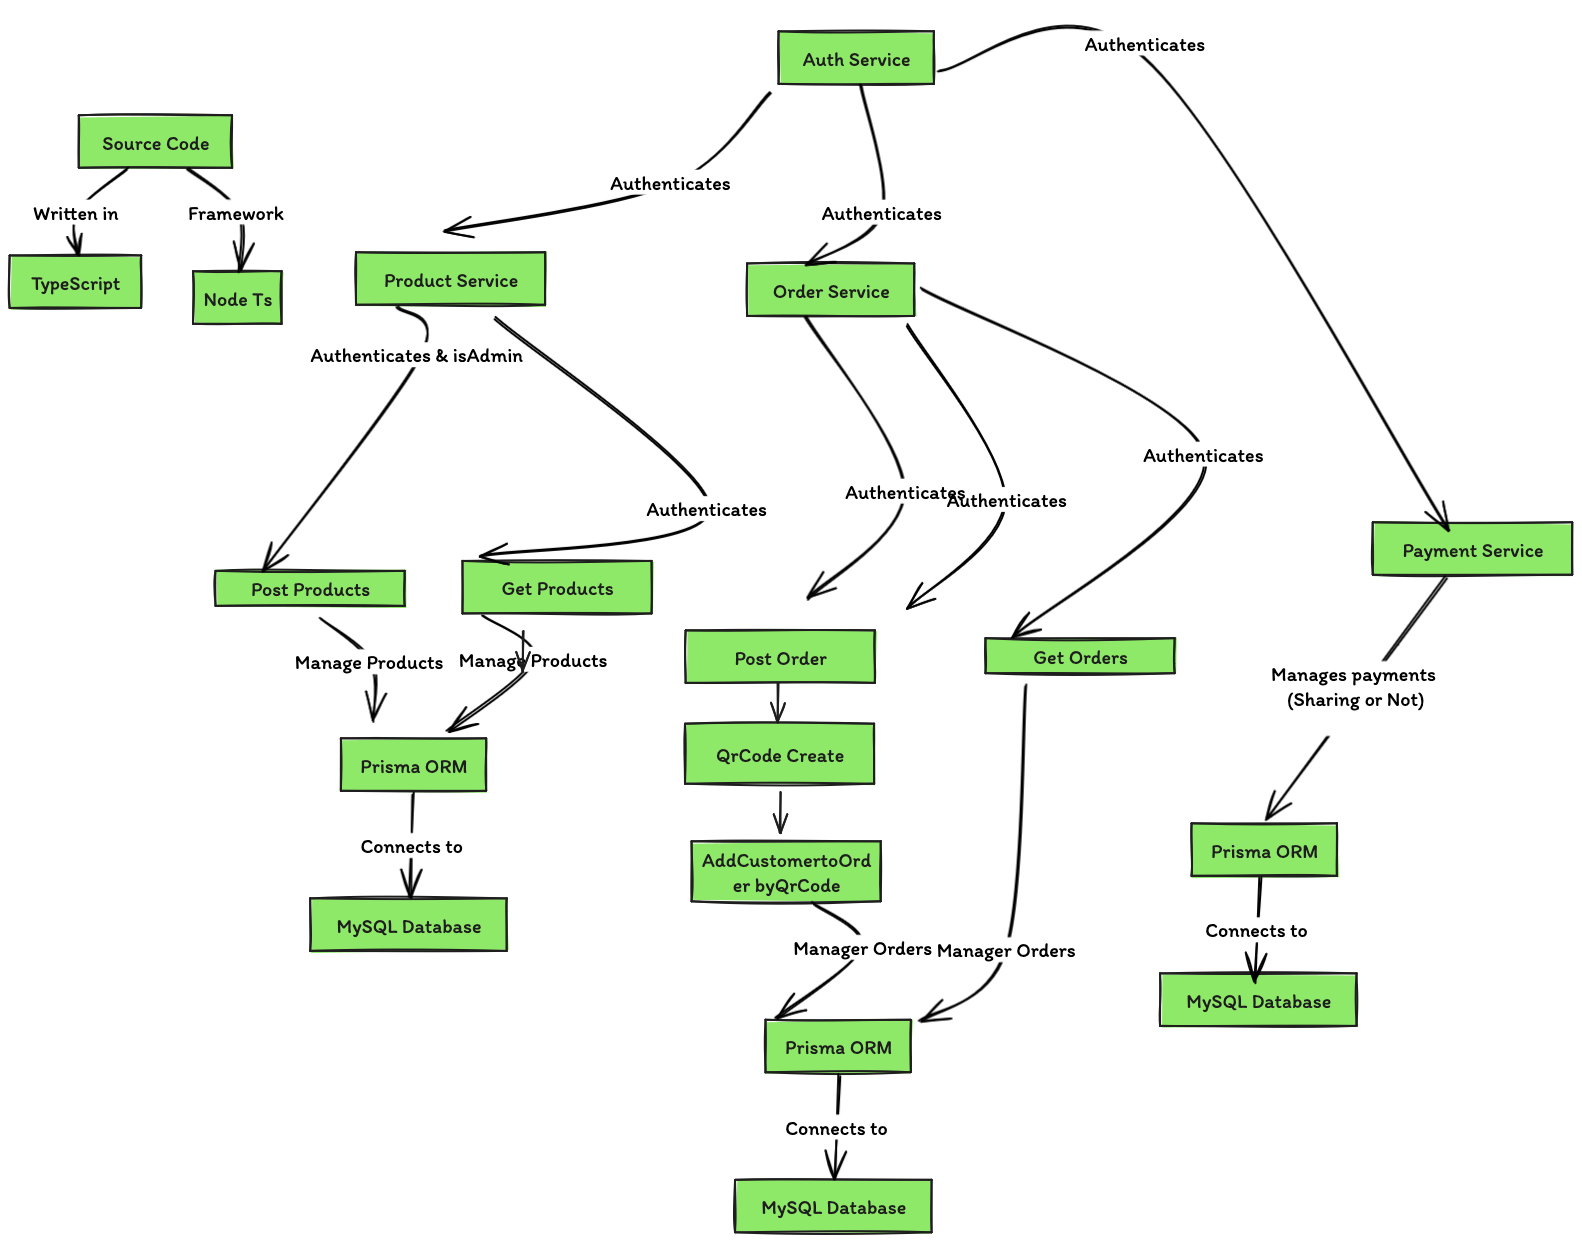 Auth Service
Authenticates
Source Code
Authenticates
Written in
Framework
Authenticates
TypeScript
Node Ts
Product Service
Order Service
Authenticates & isAdmin
Authenticates
Authenticates
Authenticates
Authenticates
Payment Service
Post Products
Get Products
Post Order
Get Orders
Manage Products
Manage Products
Manages payments
(Sharing or Not)
QrCode Create
Prisma ORM
Connects to
AddCustomertoOrd
er byQrCode
Prisma ORM
MySQL Database
Manager Orders
Manager Orders
Connects to
MySQL Database
Prisma ORM
Connects to
MySQL Database